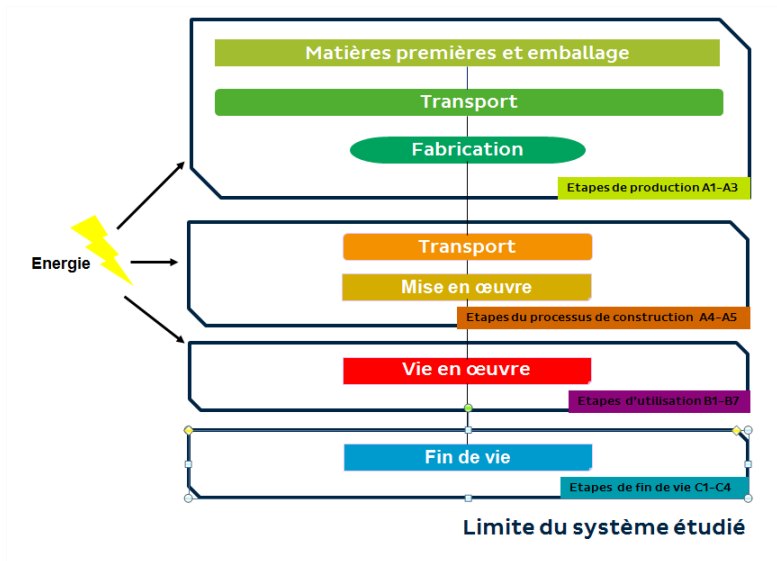 Matières premières et emballage
Transport
Fabrication
Etapes de production A1-A3
Energie
Transport
Mise en œuvre
Etapes du processus de construction A4-A5
Vie en œuvre
Etapes d'utilisation B1-B7
Fin de vie
Etapes de fin de vie C1-C4
Limite du système étudié